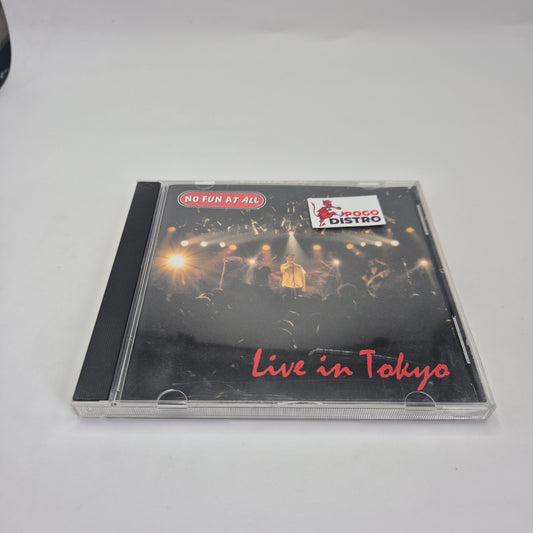 NO FUN AT ALL
POGO
DISTRO
Live in Tokyo